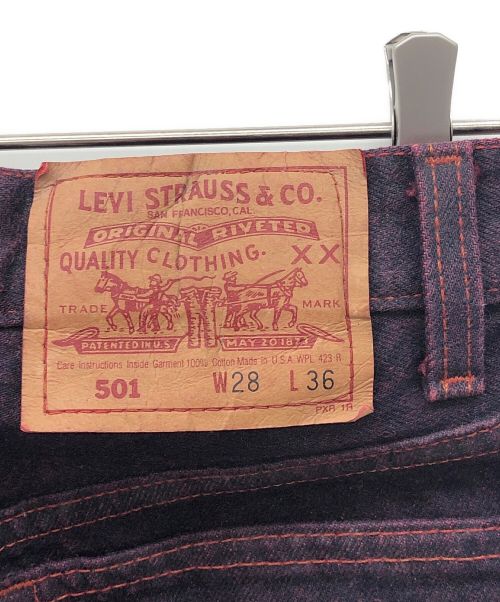 LEVI STRAUSS & CO.
SAN FRANCISCO, CAL.
ORIGINAL RIVETED
QUALITY CLOTHING. XX
TRADE MARK
PATENTED IN U.S. MAY 20 1873
Care Instructions Inside Garment 100% Cotton Made in U.S.A. WPL 423 R
501 W28 L36